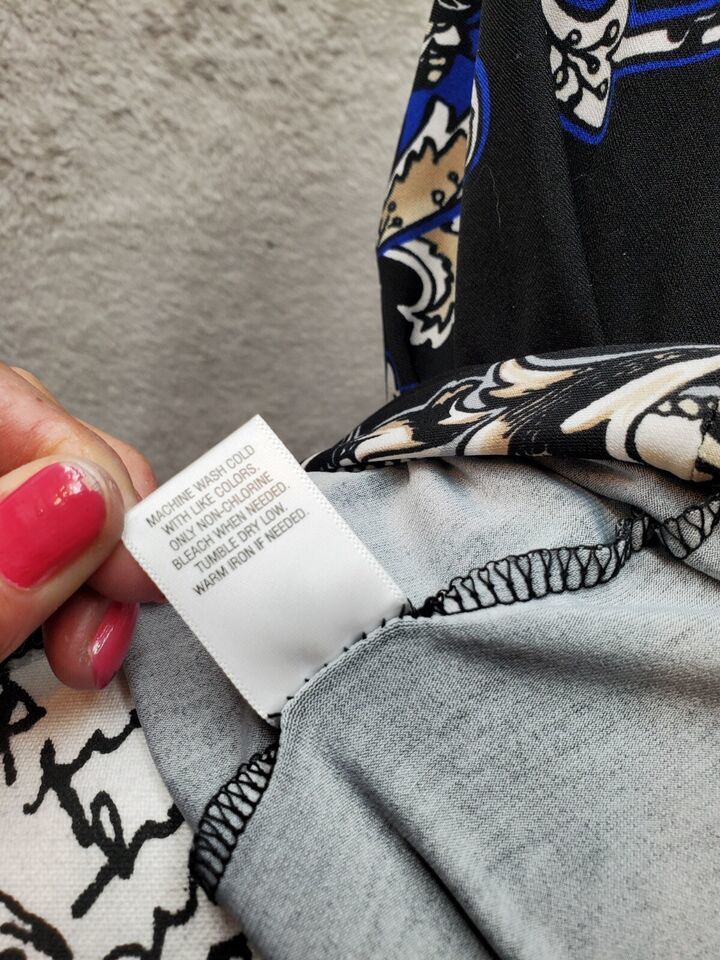 MACHINE WASH COLD
WITH LIKE COLORS.
ONLY NON-CHLORINE
BLEACH WHEN NEEDED.
TUMBLE DRY LOW.
WARM IRON IF NEEDED.